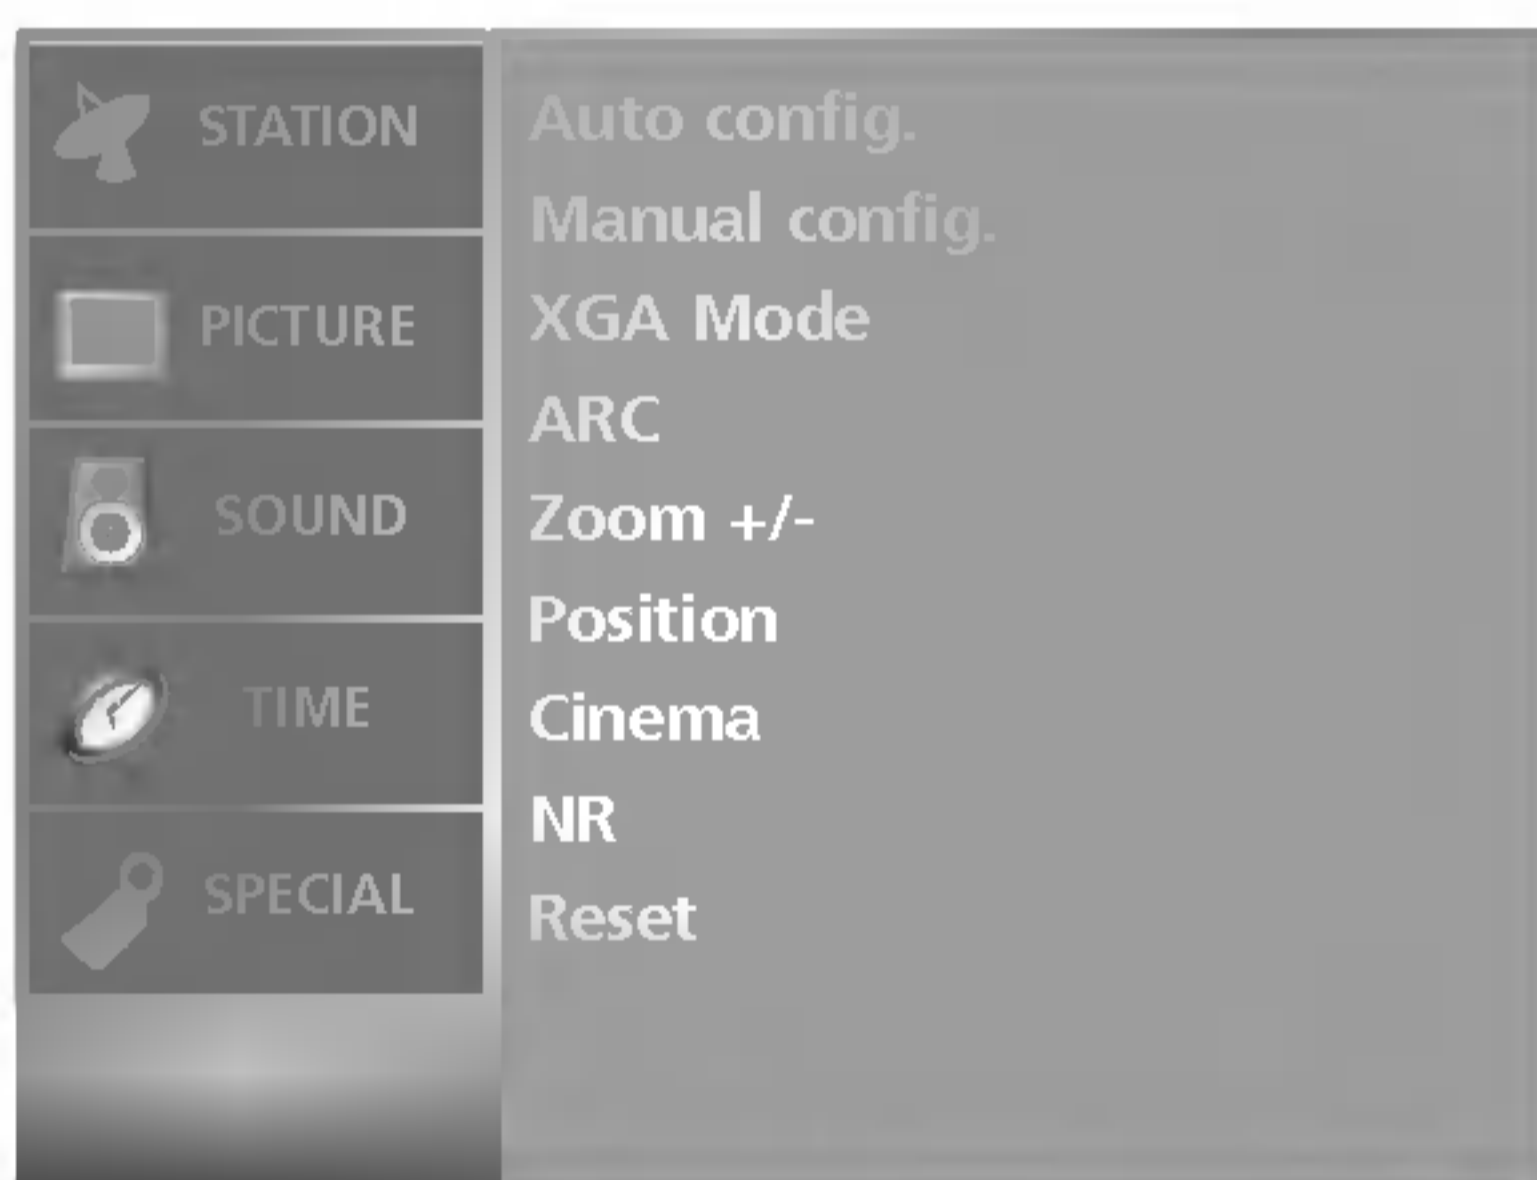 STATION
PICTURE
SOUND
TIME
SPECIAL
Auto config.
Manual config.
XGA Mode
ARC
Zoom +/-
Position
Cinema
NR
Reset